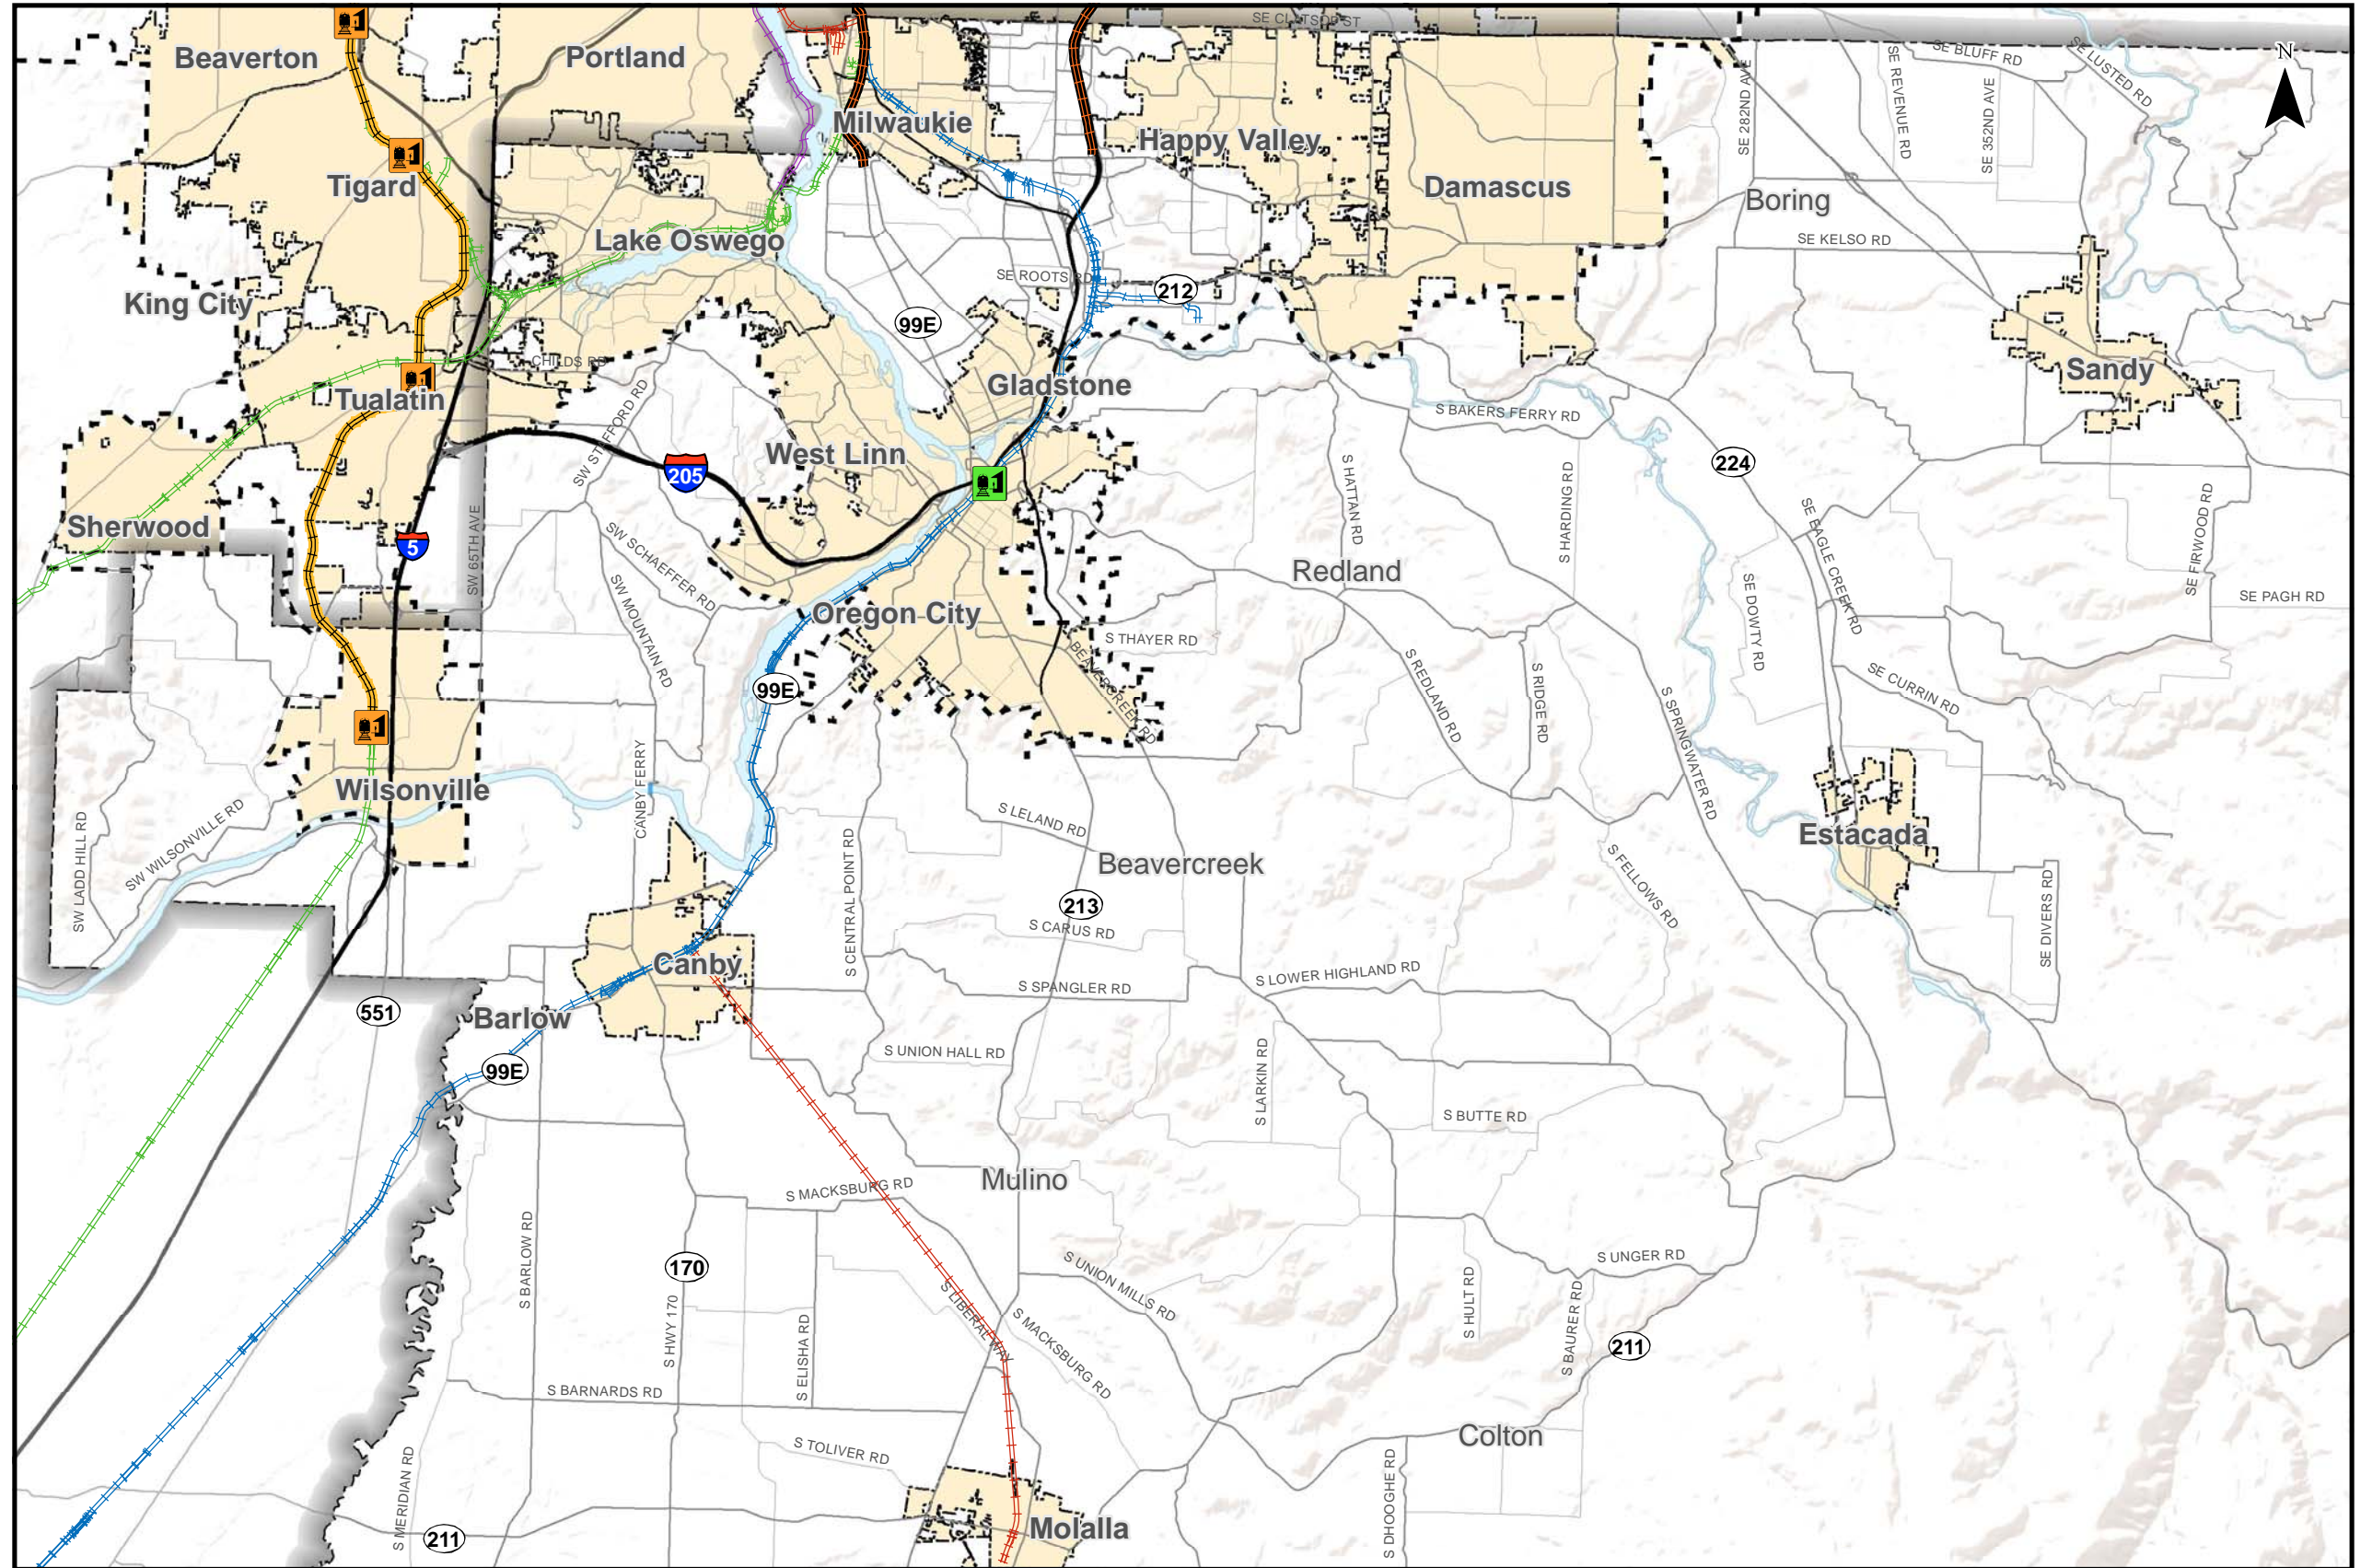 SE CLATSOP ST
N
Beaverton
Portland
SE BLUFF RD
SE LUSTED RD
SE REVENUE RD
SE 282ND AVE
SE 352ND AVE
Milwaukie
Happy Valley
Tigard
Damascus
Boring
Lake Oswego
SE KELSO RD
SE ROOTS RD
212
King City
99E
CHILDS RD
Sandy
Gladstone
Tualatin
S BAKERS FERRY RD
SW STAFFORD RD
West Linn
224
205
S HATTAN RD
S HARDING RD
Sherwood
5
SW 65TH AVE
SE EAGLE CREEK RD
SE FIRWOOD RD
SW SCHAEFFER RD
Redland
SE PAGH RD
Oregon City
SW MOUNTAIN RD
S THAYER RD
SE DOWTY RD
BEAVERCREEK RD
S REDLAND RD
S RIDGE RD
SE CURRIN RD
99E
S SPRINGWATER RD
Wilsonville
CANBY FERRY
SW LADD HILL RD
SW WILSONVILLE RD
S LELAND RD
Estacada
Beavercreek
S CENTRAL POINT RD
S FELLOWS RD
213
S CARUS RD
SE DIVERS RD
Canby
S LOWER HIGHLAND RD
S SPANGLER RD
551
Barlow
S UNION HALL RD
99E
S LARKIN RD
S BUTTE RD
Mulino
S MACKSBURG RD
S BARLOW RD
170
S UNGER RD
S UNION MILLS RD
S HWY 170
S LIBERAL WAY
S MACKSBURG RD
S HULT RD
S BAURER RD
211
S ELISHA RD
S BARNARDS RD
Colton
S TOLIVER RD
S MERIDIAN RD
S DHOOGHE RD
Molalla
211